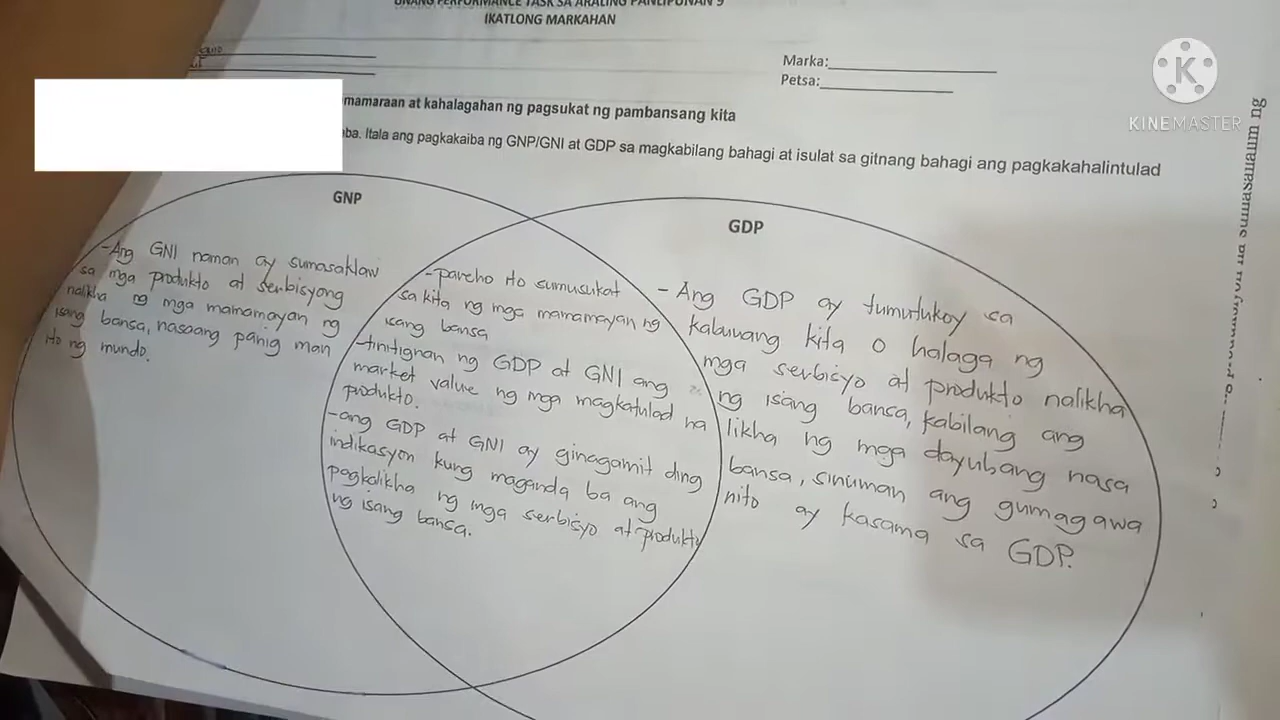 UNANG PERFORMANCE TASK SA ARALING PANLIPUNAN 9
IKATLONG MARKAHAN
Marka:
Petsa:
mamaraan at kahalagahan ng pagsukat ng pambansang kita
Itala ang pagkakaiba ng GNP/GNI at GDP sa magkabilang bahagi at isulat sa gitnang bahagi ang pagkakahalintulad
KINEMASTER
GNP
-Ang GNI naman ay sumasaklaw
sa mga produkto at serbisyong
nalikha ng mga mamamayan ng
isang bansa, nasaang panig man
ito ng mundo.
-pareho ito sumusukat
sa kita ng mga mamamayan ng
isang bansa
-tinitignan ng GDP at GNI ang
market value ng mga magkatulad na
produkto.
-ang GDP at GNI ay ginagamit ding
indikasyon kung maganda ba ang
pagkalikha ng mga serbisyo at produkto
ng isang bansa.
GDP
- Ang GDP ay tumutukoy sa
kabuuang kita o halaga ng
mga serbisyo at produkto nalikha
ng isang bansa, kabilang ang
likha ng mga dayuhang nasa
bansa, sinuman ang gumagawa
nito ay kasama sa GDP.